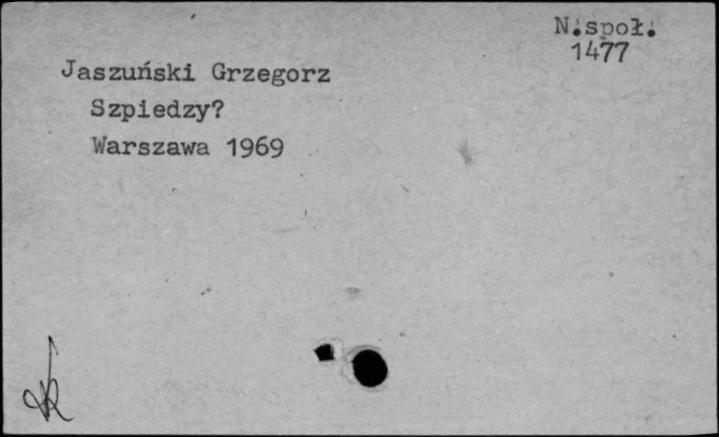 N.społ.
1477
Jaszuński Grzegorz
Szpiedzy?
Warszawa 1969